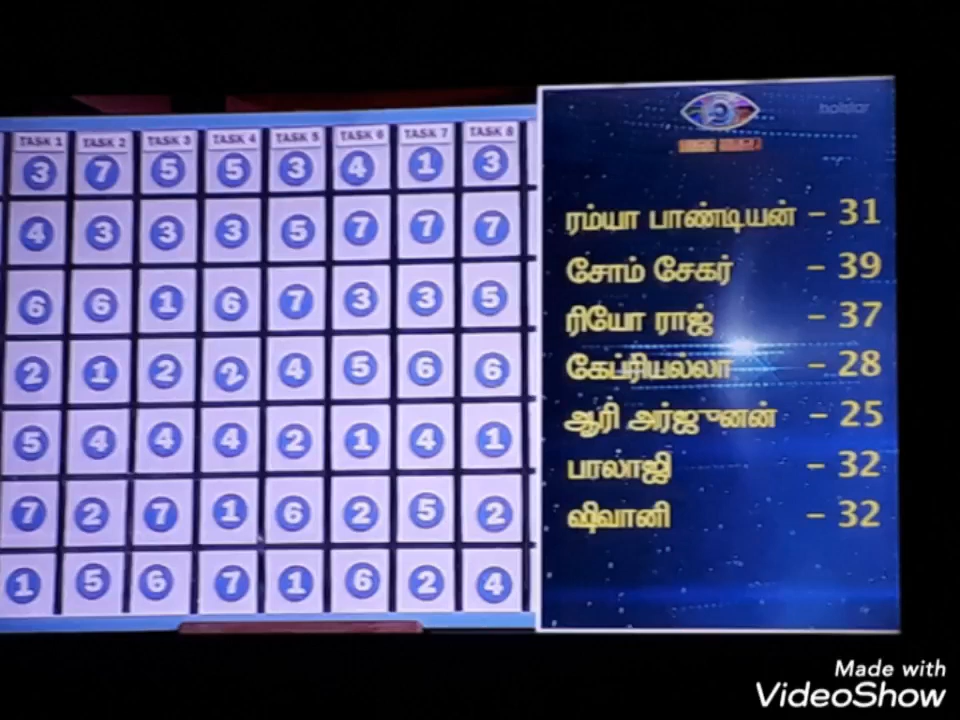 TASK 1 TASK 2 TASK 3 TASK 4 TASK 5 TASK 6 TASK 7 TASK 8
3 7 5 5 3 4 1 3
4 3 3 3 5 7 7 7
6 6 1 6 7 3 3 5
2 1 2 2 4 5 6 6
5 4 4 4 2 1 4 1
7 2 7 1 6 2 5 2
1 5 6 7 1 6 2 4
hotstar
ரம்யா பாண்டியன் - 31
சோம் சேகர் - 39
ரியோ ராஜ் - 37
கேப்ரியல்லா - 28
ஆரி அர்ஜுனன் - 25
பாலாஜி - 32
ஷிவானி - 32
Made with
VideoShow